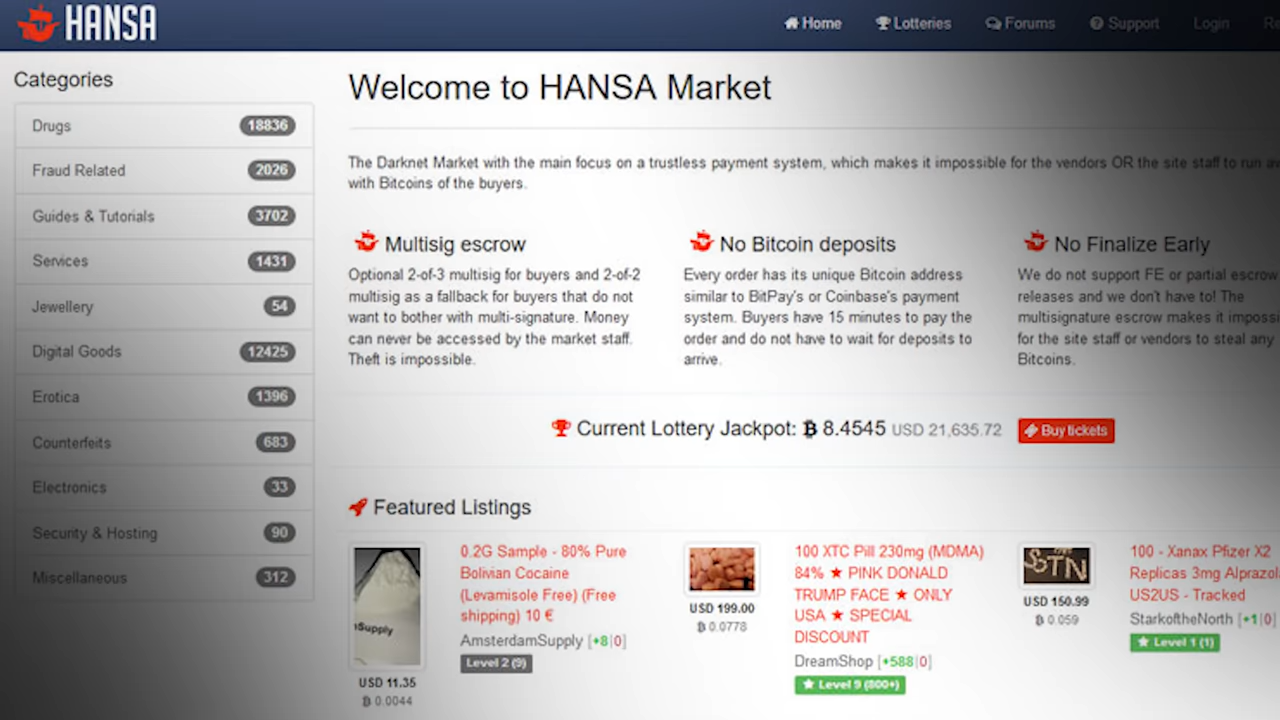 HANSA
Home Lotteries Forums Support Login Re
Categories
Drugs 18836
Fraud Related 2026
Guides & Tutorials 3702
Services 1431
Jewellery 54
Digital Goods 12425
Erotica 1396
Counterfeits 683
Electronics 33
Security & Hosting 90
Miscellaneous 312
Welcome to HANSA Market
The Darknet Market with the main focus on a trustless payment system, which makes it impossible for the vendors OR the site staff to run a
with Bitcoins of the buyers.
Multisig escrow
Optional 2-of-3 multisig for buyers and 2-of-2
multisig as a fallback for buyers that do not
want to bother with multi-signature. Money
can never be accessed by the market staff.
Theft is impossible.
No Bitcoin deposits
Every order has its unique Bitcoin address
similar to BitPay's or Coinbase's payment
system. Buyers have 15 minutes to pay the
order and do not have to wait for deposits to
arrive.
No Finalize Early
We do not support FE or partial escrow
releases and we don't have to! The
multisignature escrow makes it imposs
for the site staff or vendors to steal any
Bitcoins.
Current Lottery Jackpot: ₿ 8.4545 USD 21,635.72 Buy tickets
Featured Listings
Supply
USD 11.35
₿ 0.0044
0.2G Sample - 80% Pure
Bolivian Cocaine
(Levamisole Free) (Free
shipping) 10 €
AmsterdamSupply [+8|0]
Level 2 (9)
USD 199.00
₿ 0.0778
100 XTC Pill 230mg (MDMA)
84% ★ PINK DONALD
TRUMP FACE ★ ONLY
USA ★ SPECIAL
DISCOUNT
DreamShop [+588|0]
★ Level 9 (800+)
SoTN
USD 150.99
₿ 0.059
100 - Xanax Pfizer X2
Replicas 3mg Alprazol
US2US - Tracked
StarkoftheNorth [+1|0]
★ Level 1 (1)